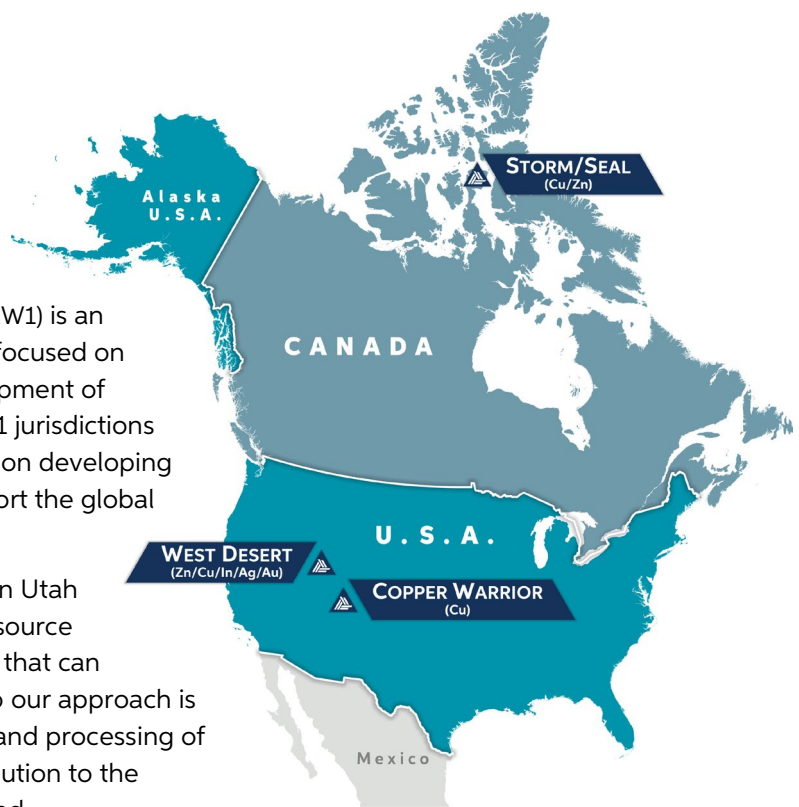 STORM/SEAL
(Cu/Zn)
Alaska
U.S.A.
W1) is an
focused on
opment of
1 jurisdictions
on developing
ort the global
CANADA
U.S.A.
WEST DESERT
(Zn/Cu/In/Ag/Au)
COPPER WARRIOR
(Cu)
n Utah
source
that can
o our approach is
and processing of
ution to the
Mexico